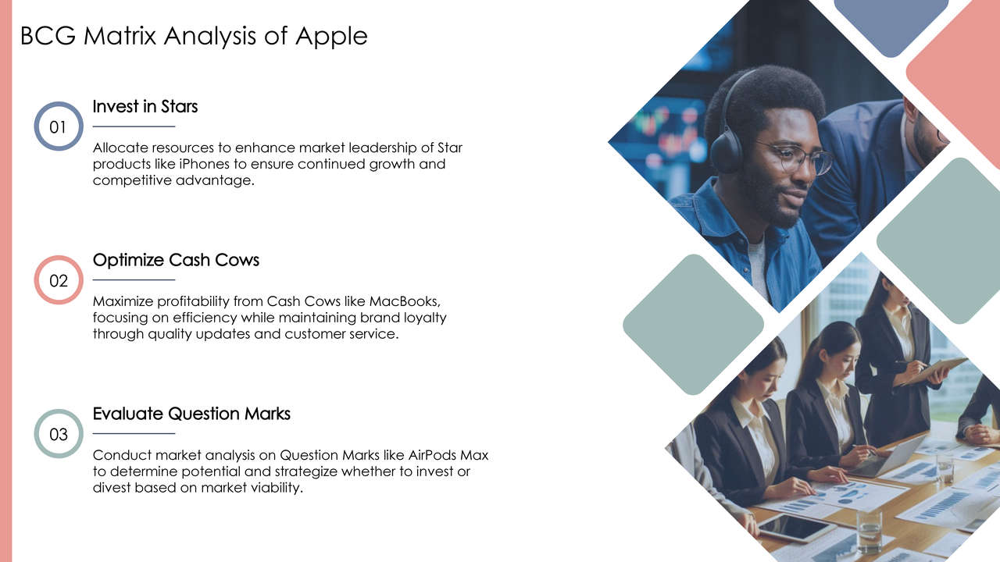 BCG Matrix Analysis of Apple
01
Invest in Stars
Allocate resources to enhance market leadership of Star
products like iPhones to ensure continued growth and
competitive advantage.
02
Optimize Cash Cows
Maximize profitability from Cash Cows like MacBooks,
focusing on efficiency while maintaining brand loyalty
through quality updates and customer service.
03
Evaluate Question Marks
Conduct market analysis on Question Marks like AirPods Max
to determine potential and strategize whether to invest or
divest based on market viability.